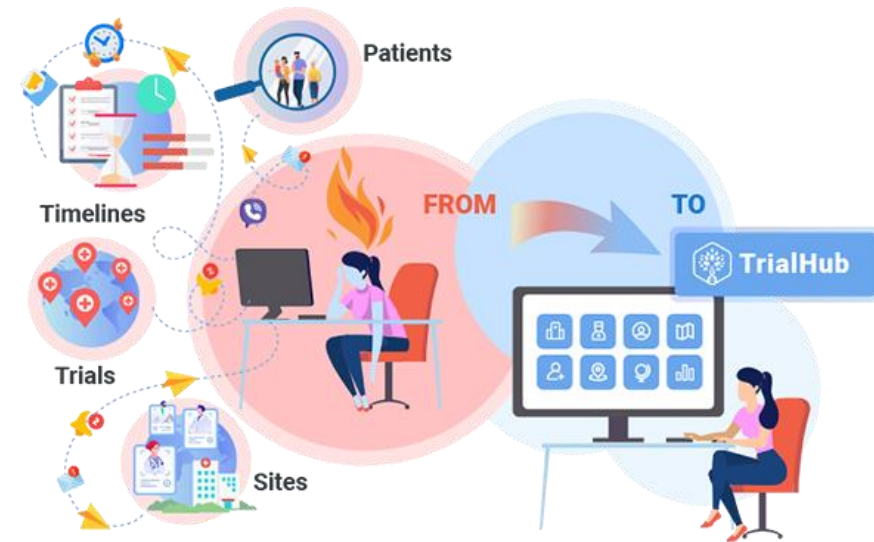 Patients
Timelines
FROM
TO
TrialHub
Trials
Sites